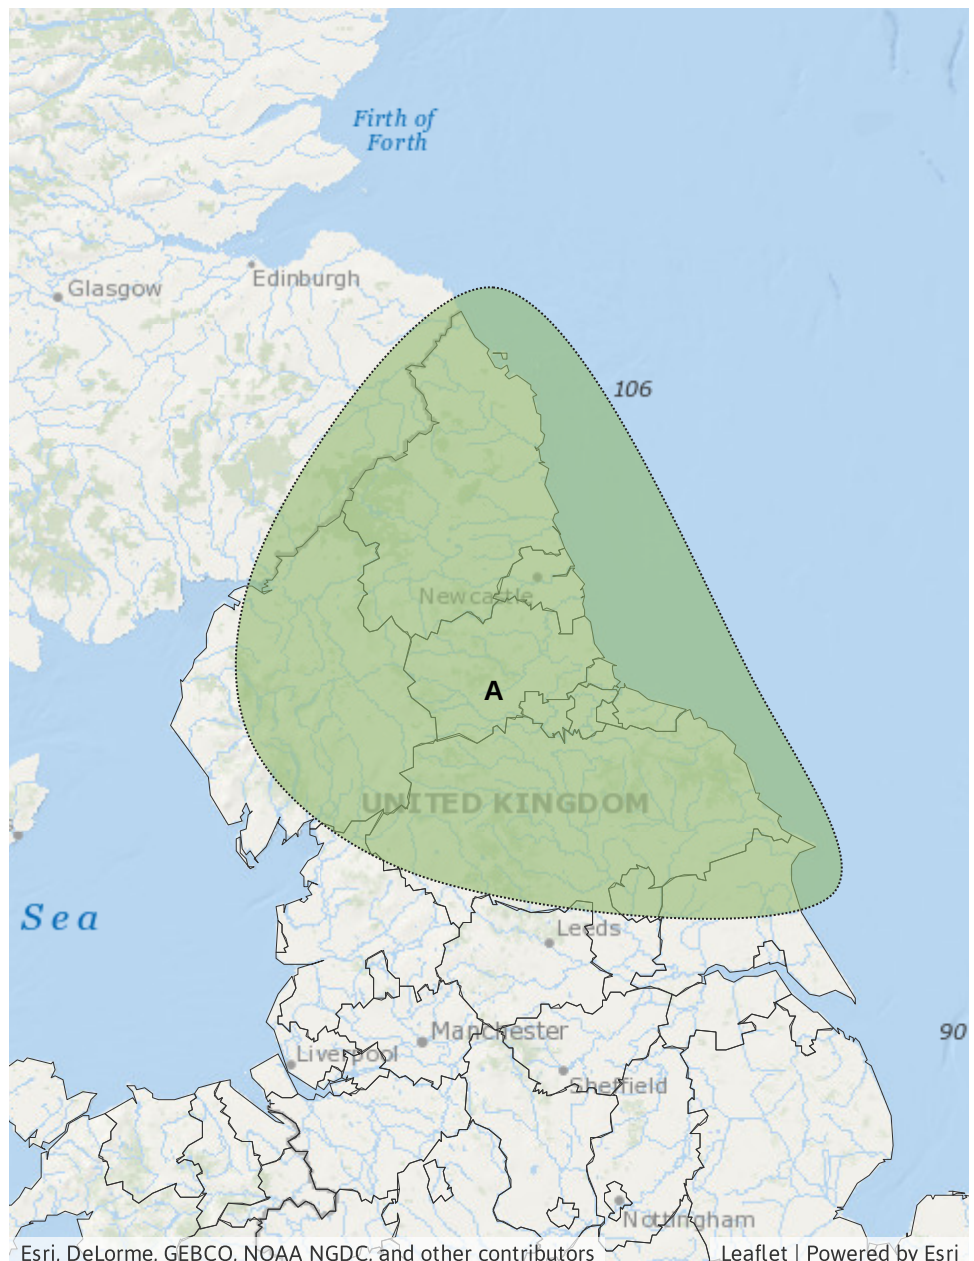 Firth of
Forth
Edinburgh
Glasgow
106
Newcastle
A
UNITED KINGDOM
Sea
Leeds
90
Manchester
Liverpool
Sheffield
Nottingham
Esri, DeLorme, GEBCO, NOAA NGDC, and other contributors
Leaflet | Powered by Esri